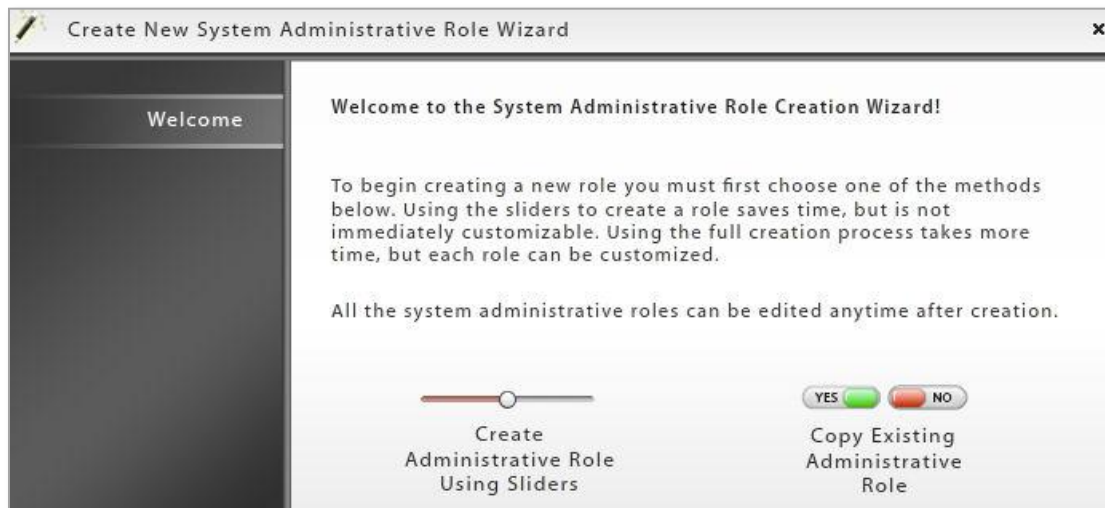 Create New System Administrative Role Wizard
Welcome
Welcome to the System Administrative Role Creation Wizard!
To begin creating a new role you must first choose one of the methods
below. Using the sliders to create a role saves time, but is not
immediately customizable. Using the full creation process takes more
time, but each role can be customized.
All the system administrative roles can be edited anytime after creation.
YES NO
Create
Administrative Role
Using Sliders
Copy Existing
Administrative
Role